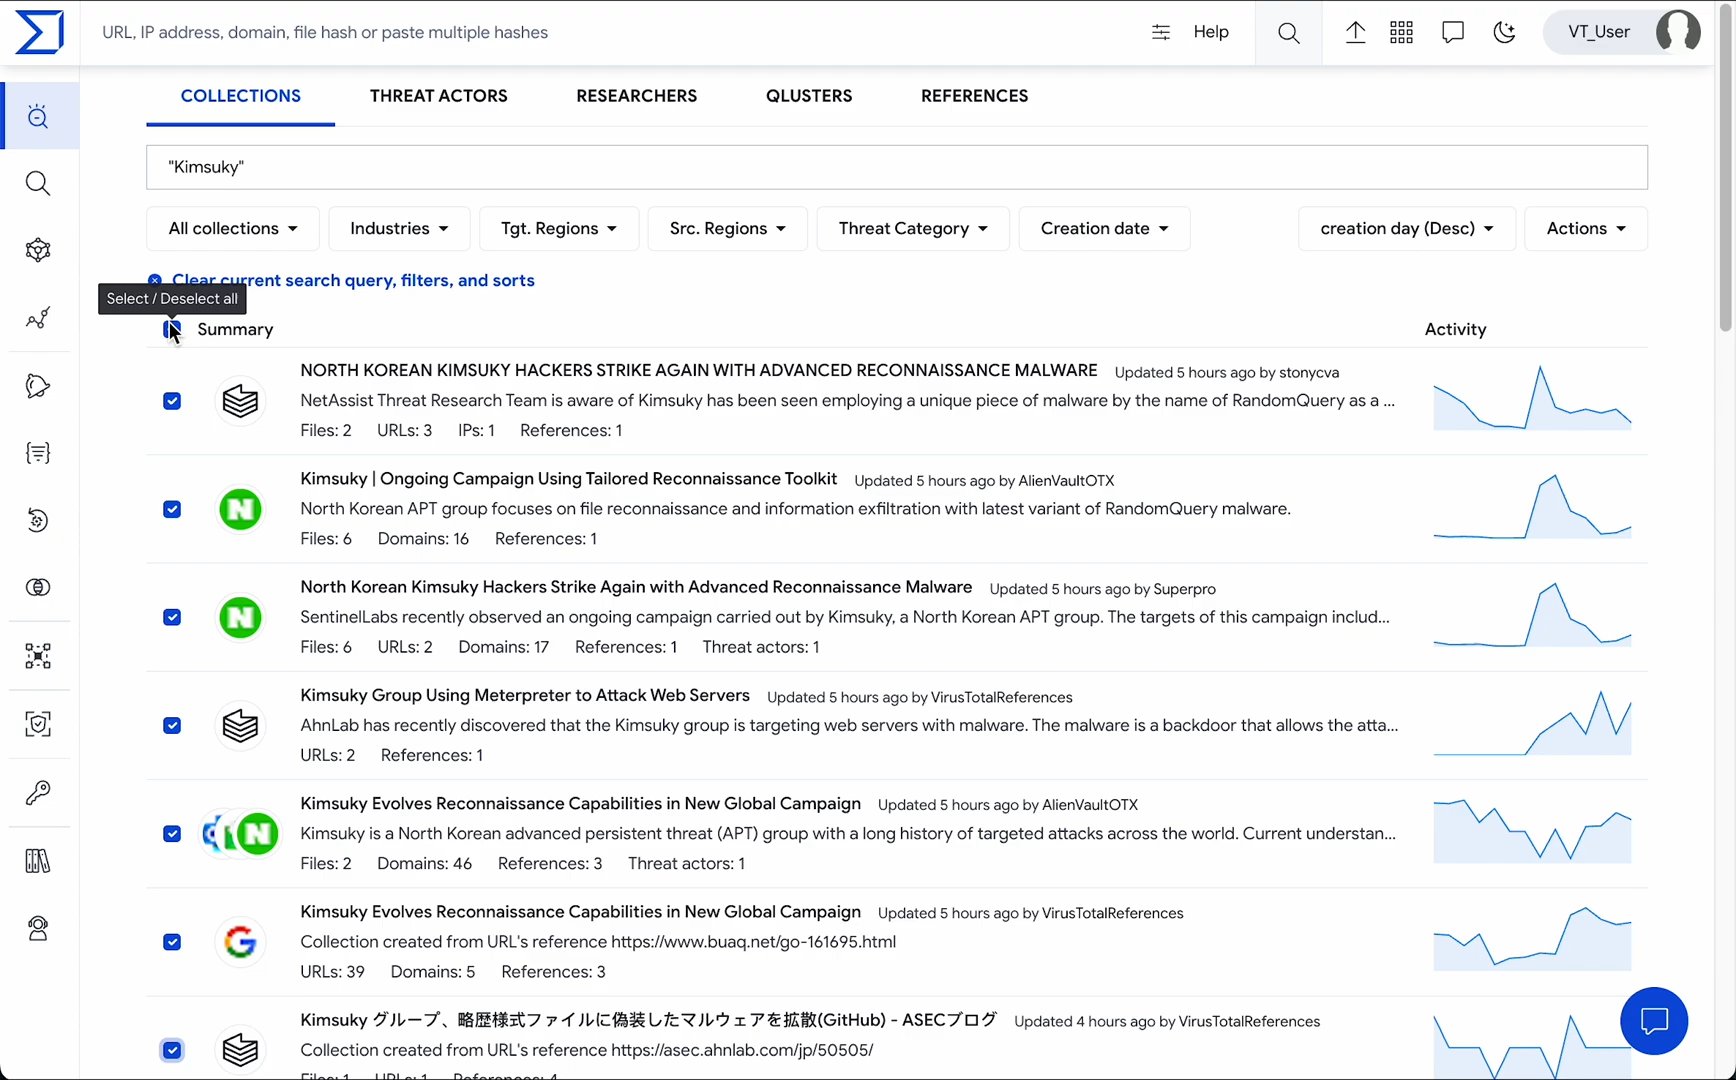 URL, IP address, domain, file hash or paste multiple hashes
Help
VT_User
COLLECTIONS THREAT ACTORS RESEARCHERS QLUSTERS REFERENCES
"Kimsuky"
All collections Industries Tgt. Regions Src. Regions Threat Category Creation date creation day (Desc) Actions
Clear current search query, filters, and sorts
Select / Deselect all
Summary Activity
NORTH KOREAN KIMSUKY HACKERS STRIKE AGAIN WITH ADVANCED RECONNAISSANCE MALWARE Updated 5 hours ago by stonycva
NetAssist Threat Research Team is aware of Kimsuky has been seen employing a unique piece of malware by the name of RandomQuery as a ...
Files: 2 URLs: 3 IPs: 1 References: 1
Kimsuky | Ongoing Campaign Using Tailored Reconnaissance Toolkit Updated 5 hours ago by AlienVaultOTX
North Korean APT group focuses on file reconnaissance and information exfiltration with latest variant of RandomQuery malware.
Files: 6 Domains: 16 References: 1
North Korean Kimsuky Hackers Strike Again with Advanced Reconnaissance Malware Updated 5 hours ago by Superpro
SentinelLabs recently observed an ongoing campaign carried out by Kimsuky, a North Korean APT group. The targets of this campaign includ...
Files: 6 URLs: 2 Domains: 17 References: 1 Threat actors: 1
Kimsuky Group Using Meterpreter to Attack Web Servers Updated 5 hours ago by VirusTotalReferences
AhnLab has recently discovered that the Kimsuky group is targeting web servers with malware. The malware is a backdoor that allows the atta...
URLs: 2 References: 1
Kimsuky Evolves Reconnaissance Capabilities in New Global Campaign Updated 5 hours ago by AlienVaultOTX
Kimsuky is a North Korean advanced persistent threat (APT) group with a long history of targeted attacks across the world. Current understan...
Files: 2 Domains: 46 References: 3 Threat actors: 1
Kimsuky Evolves Reconnaissance Capabilities in New Global Campaign Updated 5 hours ago by VirusTotalReferences
Collection created from URL's reference https://www.buaq.net/go-161695.html
URLs: 39 Domains: 5 References: 3
Kimsuky グループ、略歴様式ファイルに偽装したマルウェアを拡散(GitHub) - ASECブログ Updated 4 hours ago by VirusTotalReferences
Collection created from URL's reference https://asec.ahnlab.com/jp/50505/
Files: 1 URLs: 1 References: 4